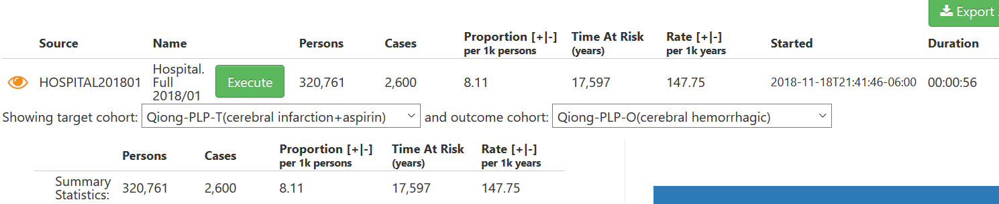 Export
Source Name Persons Cases Proportion [+|-] Time At Risk Rate [+|-] Started Duration
per 1k persons (years) per 1k years
HOSPITAL201801 Hospital. Full 2018/01 Execute 320,761 2,600 8.11 17,597 147.75 2018-11-18T21:41:46-06:00 00:00:56
Showing target cohort: Qiong-PLP-T(cerebral infarction+aspirin) and outcome cohort: Qiong-PLP-O(cerebral hemorrhagic)
Persons Cases Proportion [+|-] Time At Risk Rate [+|-]
per 1k persons (years) per 1k years
Summary Statistics: 320,761 2,600 8.11 17,597 147.75